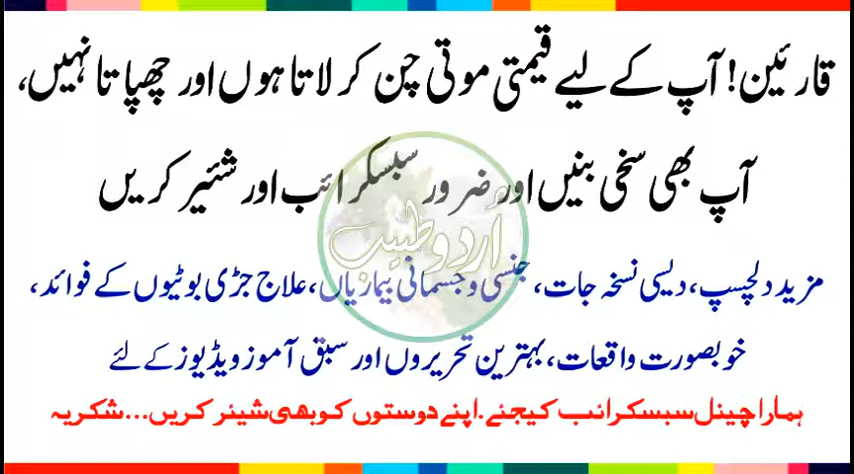 قارئین! آپ کے لیے قیمتی موتی چن کر لاتا ہوں اور چھپاتا نہیں،
آپ بھی سخی بنیں اور ضرور سبسکرائب اور شئیر کریں
اُردو طبیب
مزید دلچسپ، دیسی نسخہ جات، جنسی و جسمانی بیماریاں، علاج جڑی بوٹیوں کے فوائد،
خوبصورت واقعات، بہترین تحریروں اور سبق آموز ویڈیوز کے لئے
ہمارا چینل سبسکرائب کیجئے. اپنے دوستوں کو بھی شیئر کریں... شکریہ